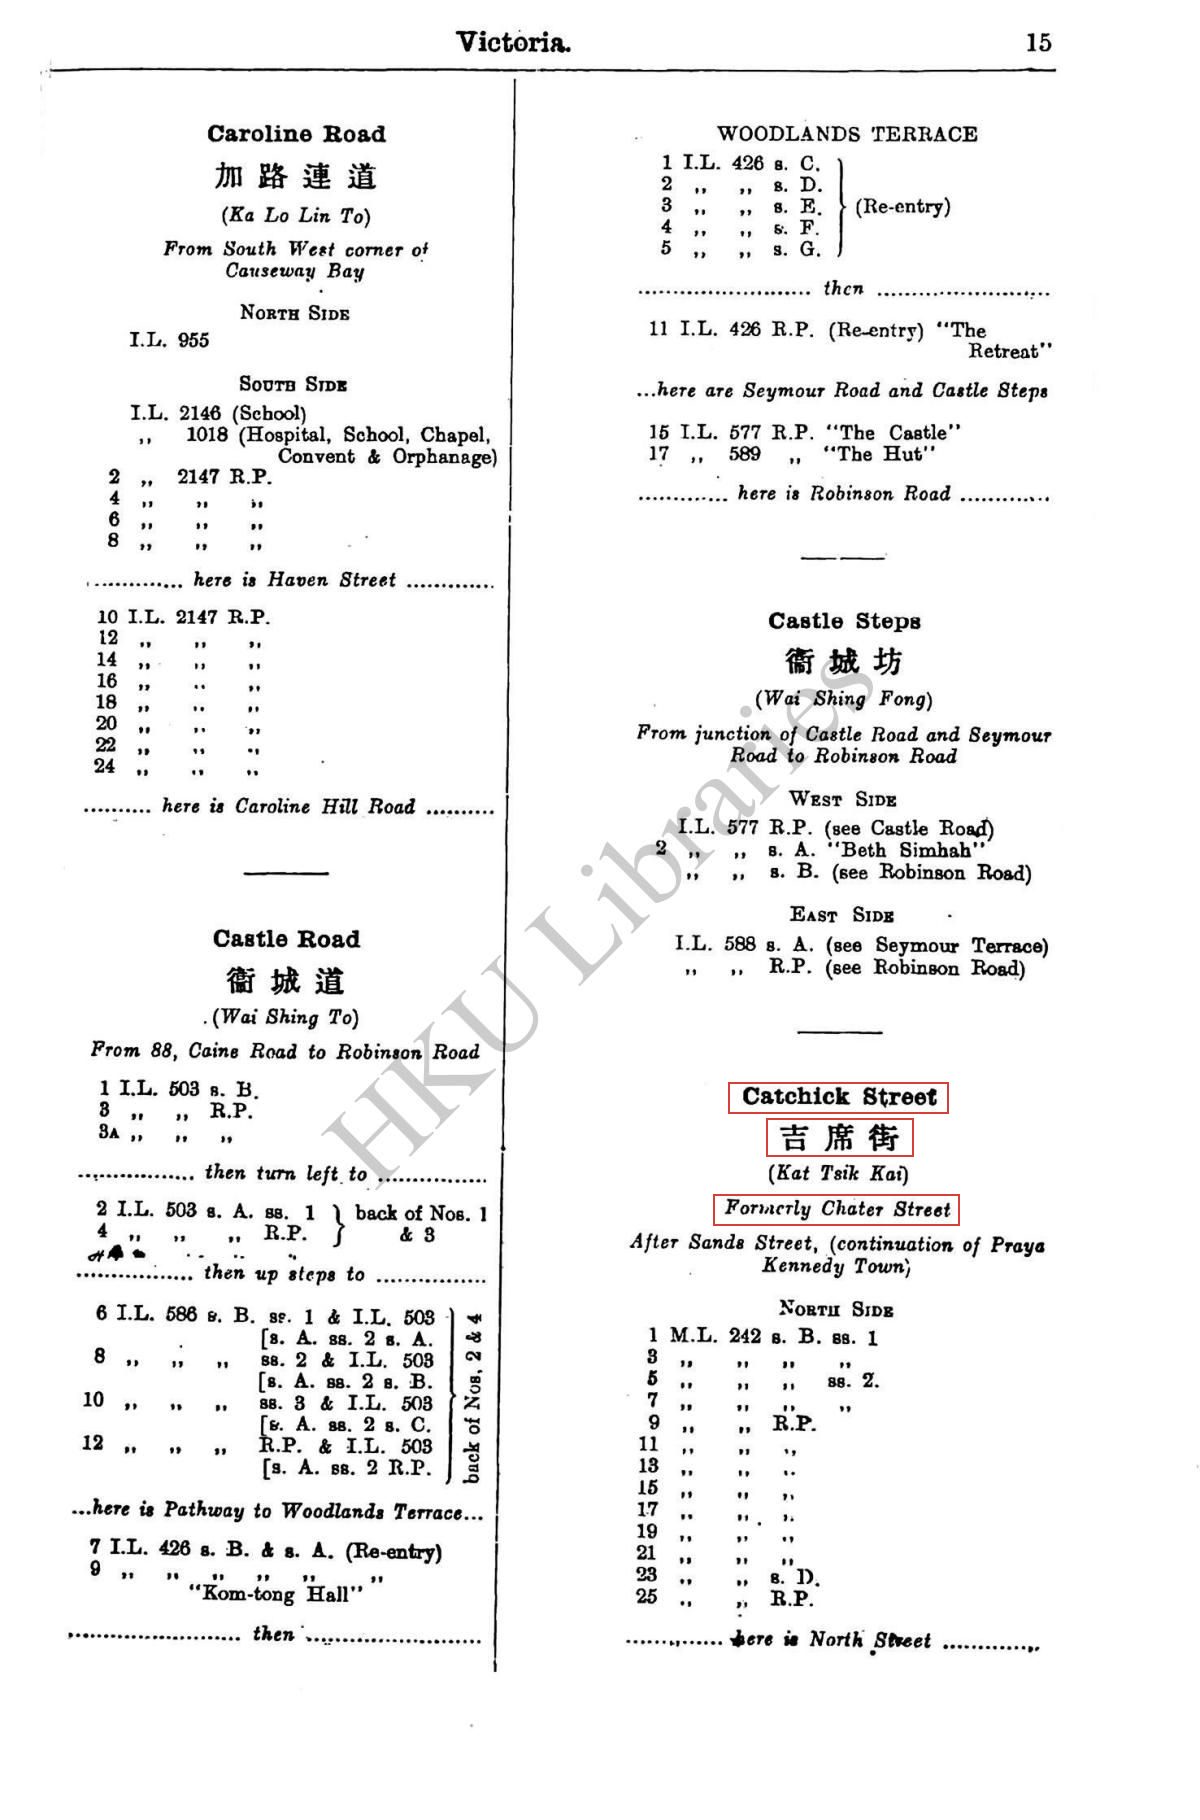 Victoria.
15
Caroline Road
加路連道
(Ka Lo Lin To)
From South West corner of
Causeway Bay
NORTH SIDE
I.L. 955
SOUTH SIDE
I.L. 2146 (School)
,, 1018 (Hospital, School, Chapel,
Convent & Orphanage)
2 ,, 2147 R.P.
4 ,, ,, ,,
6 ,, ,, ,,
8 ,, ,, ,,
.............. here is Haven Street .............
10 I.L. 2147 R.P.
12 ,, ,, ,,
14 ,, ,, ,,
16 ,, ,, ,,
18 ,, ,, ,,
20 ,, ,, ,,
22 ,, ,, ,,
24 ,, ,, ,,
.......... here is Caroline Hill Road ..........
Castle Road
衞城道
(Wai Shing To)
From 88, Caine Road to Robinson Road
1 I.L. 503 s. B.
3 ,, ,, R.P.
3A ,, ,, ,,
................. then turn left to ................
2 I.L. 503 s. A. ss. 1 } back of Nos. 1
4 ,, ,, ,, R.P. } & 3
................. then up steps to ................
6 I.L. 586 s. B. ss. 1 & I.L. 503
[s. A. ss. 2 s. A.
8 ,, ,, ,, ss. 2 & I.L. 503
[s. A. ss. 2 s. B.
10 ,, ,, ,, ss. 3 & I.L. 503
[s. A. ss. 2 s. C.
12 ,, ,, ,, R.P. & I.L. 503
[s. A. ss. 2 R.P.
back of Nos, 2 & 4
...here is Pathway to Woodlands Terrace...
7 I.L. 426 s. B. & s. A. (Re-entry)
9 ,, ,, ,, ,, ,, ,,
"Kom-tong Hall"
......................... then .........................
WOODLANDS TERRACE
1 I.L. 426 s. C.
2 ,, ,, s. D.
3 ,, ,, s. E. } (Re-entry)
4 ,, ,, s. F.
5 ,, ,, s. G.
......................... then .........................
11 I.L. 426 R.P. (Re-entry) "The
Retreat"
...here are Seymour Road and Castle Steps
15 I.L. 577 R.P. "The Castle"
17 ,, 589 ,, "The Hut"
............. here is Robinson Road .............
Castle Steps
衞城坊
(Wai Shing Fong)
From junction of Castle Road and Seymour
Road to Robinson Road
WEST SIDE
I.L. 577 R.P. (see Castle Road)
2 ,, ,, s. A. "Beth Simhah"
,, ,, s. B. (see Robinson Road)
EAST SIDE
I.L. 588 s. A. (see Seymour Terrace)
,, ,, R.P. (see Robinson Road)
Catchick Street
吉席街
(Kat Tsik Kai)
Formerly Chater Street
After Sands Street, (continuation of Praya
Kennedy Town)
NORTH SIDE
1 M.L. 242 s. B. ss. 1
3 ,, ,, ,, ,,
5 ,, ,, ,, ss. 2.
7 ,, ,, ,, ,,
9 ,, ,, R.P.
11 ,, ,, ,,
13 ,, ,, ,,
15 ,, ,, ,,
17 ,, ,, ,,
19 ,, ,, ,,
21 ,, ,, ,,
23 ,, ,, s. D.
25 ,, ,, R.P.
.............. here is North Street ..............
HKU Libraries